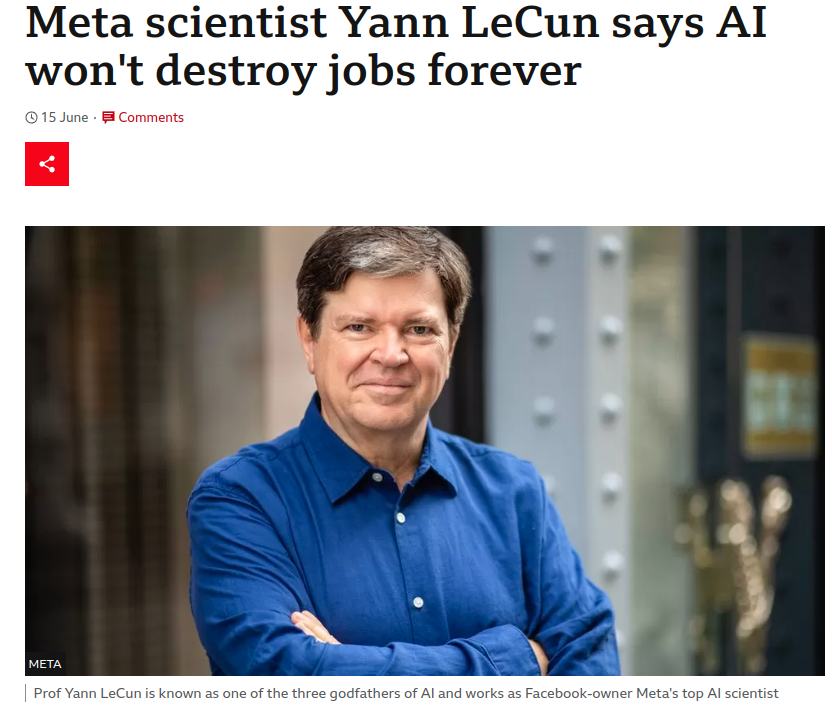 Meta scientist Yann LeCun says AI
won't destroy jobs forever
15 June · Comments
META
Prof Yann LeCun is known as one of the three godfathers of AI and works as Facebook-owner Meta's top AI scientist